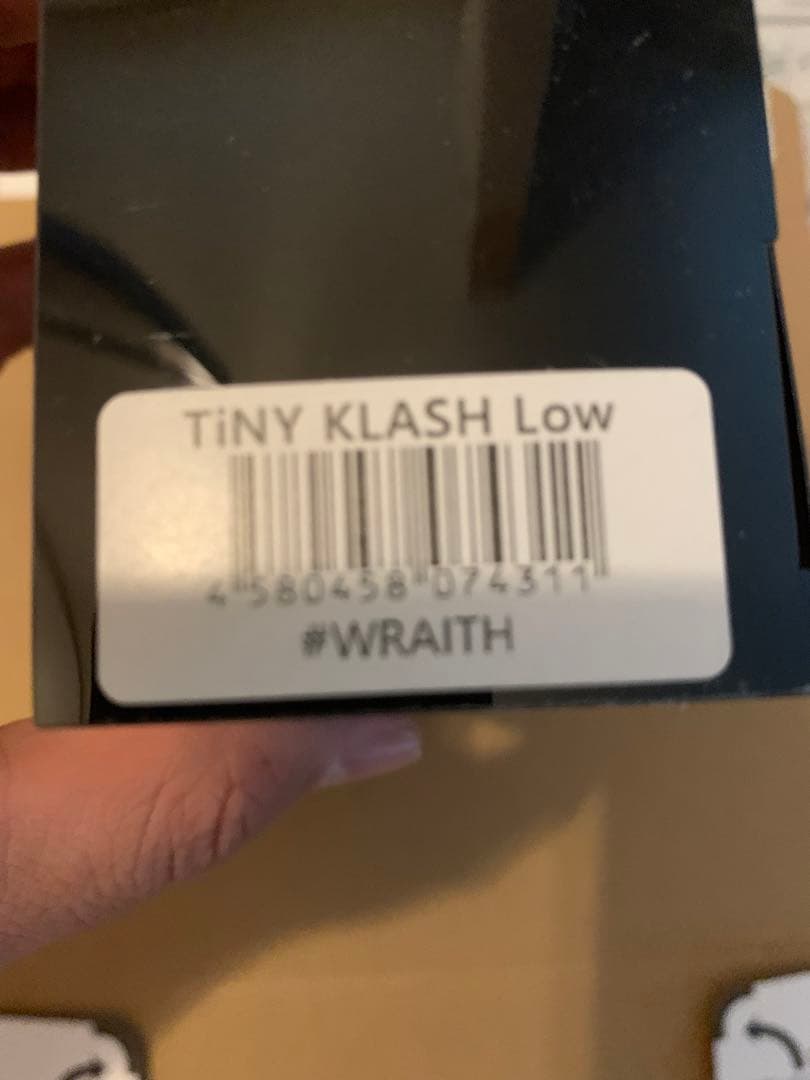 TiNY KLASH Low
4 580458 074311
#WRAITH